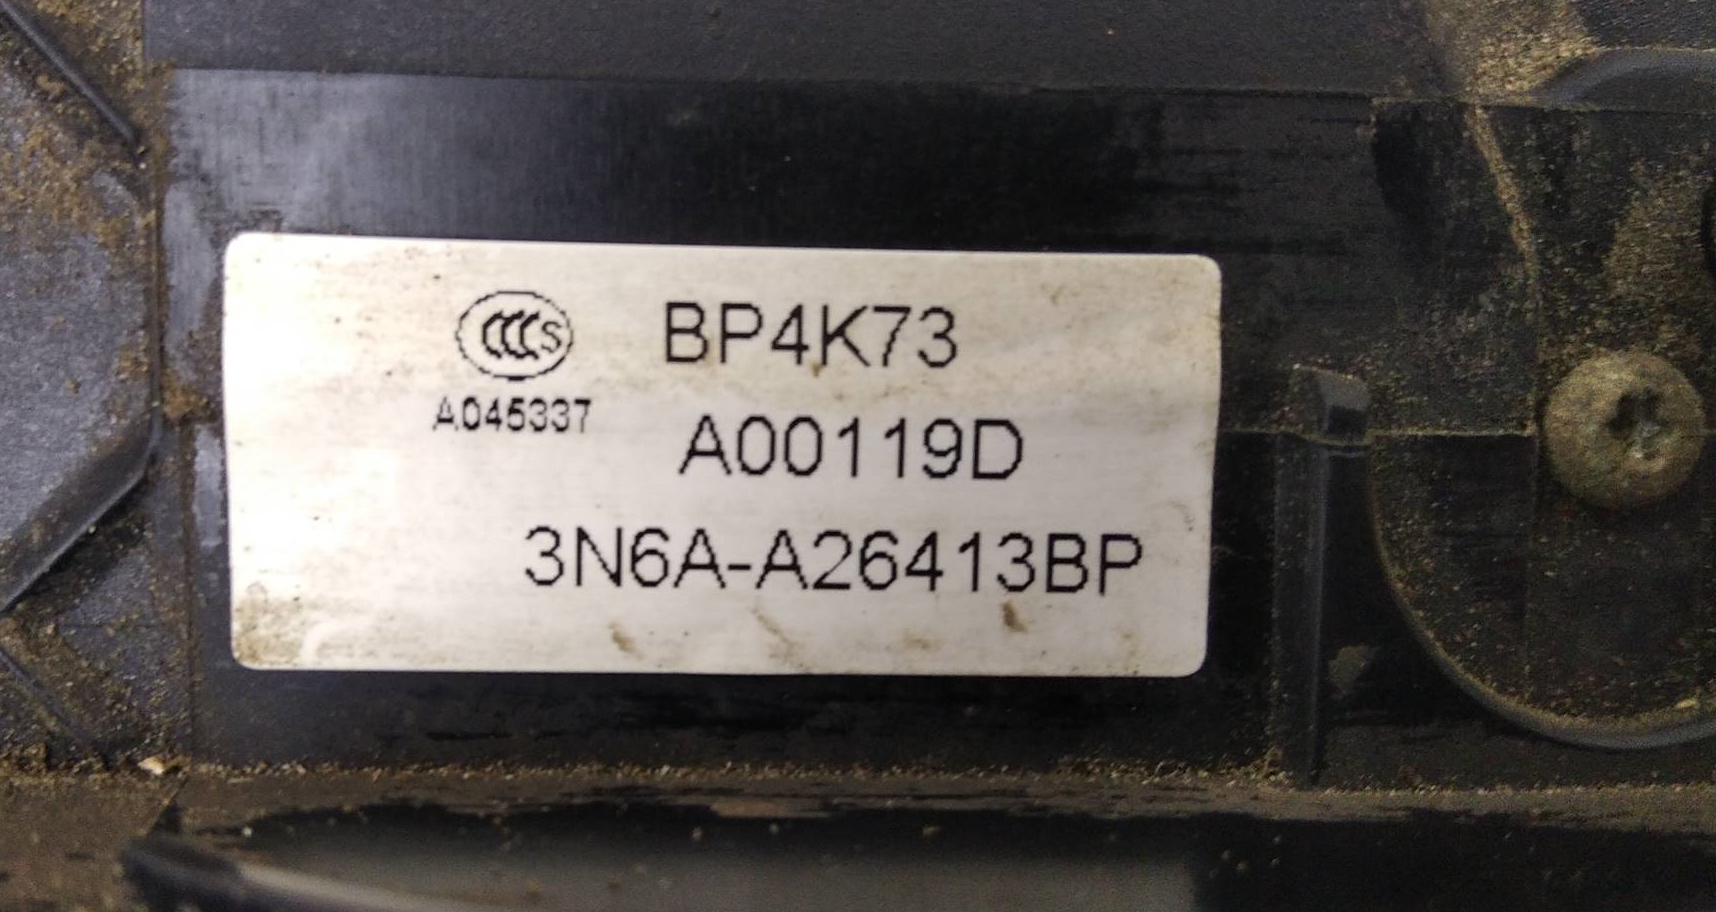 CCCS BP4K73
A045337
A00119D
3N6A-A26413BP